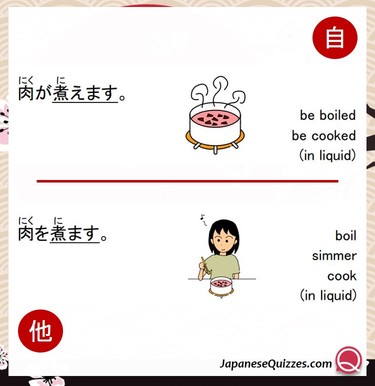 自
にく に
肉が煮えます。
be boiled
be cooked
(in liquid)
にく に
肉を煮ます。
boil
simmer
cook
(in liquid)
他
JapaneseQuizzes.com